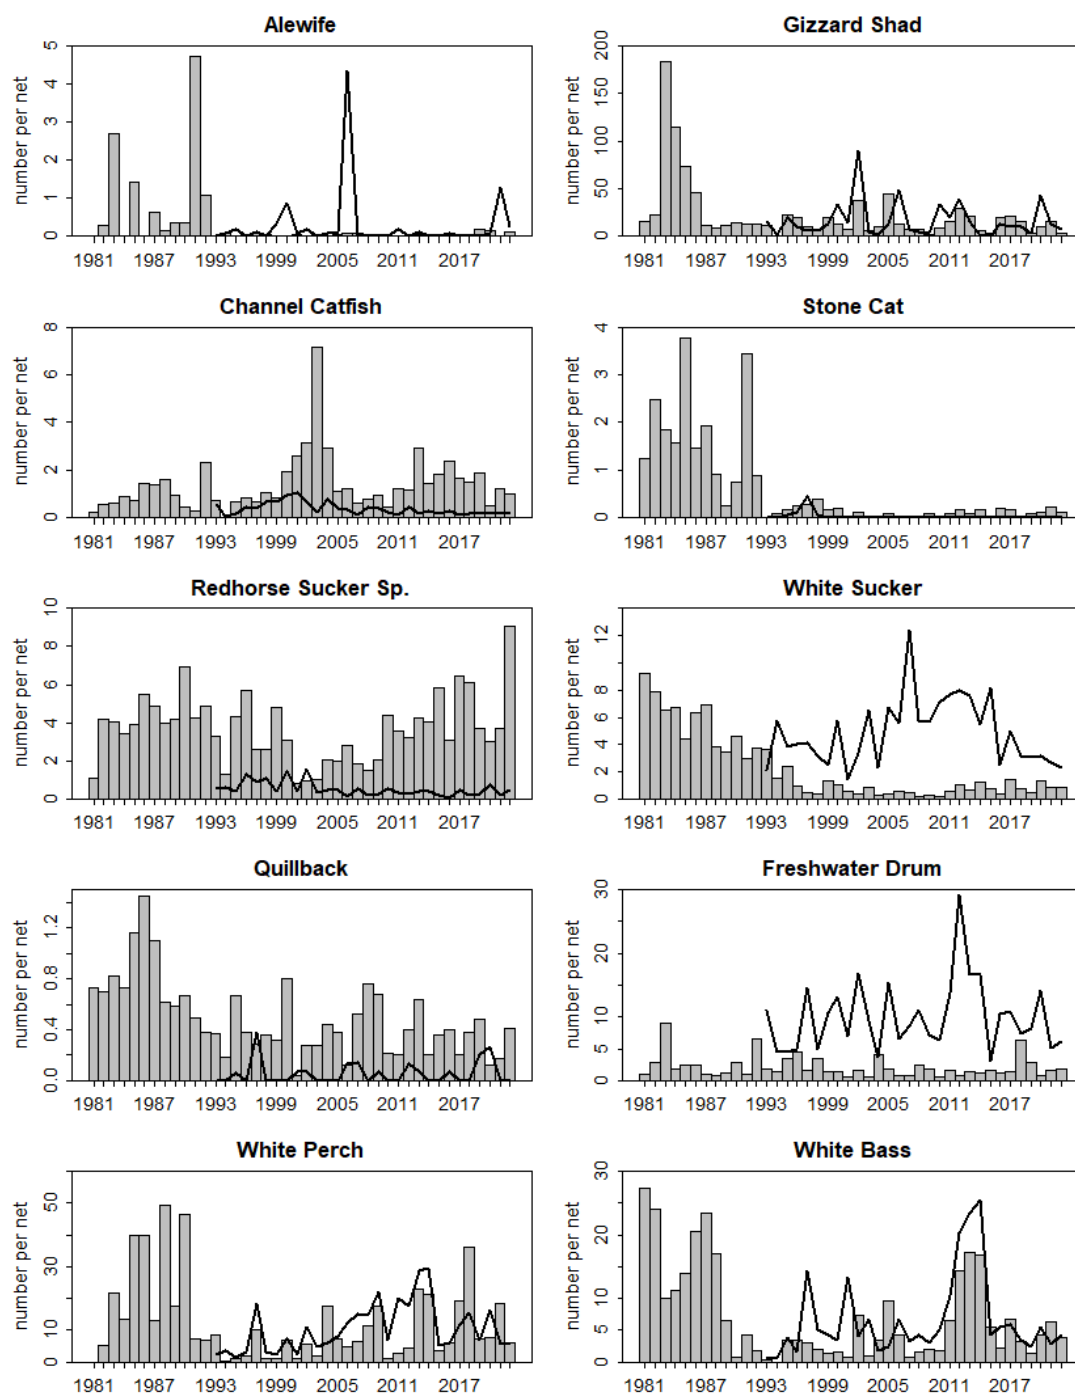 Alewife
number per net
0 1 2 3 4 5
1981 1987 1993 1999 2005 2011 2017
Gizzard Shad
number per net
0 50 100 150 200
1981 1987 1993 1999 2005 2011 2017
Channel Catfish
number per net
0 2 4 6 8
1981 1987 1993 1999 2005 2011 2017
Stone Cat
number per net
0 1 2 3 4
1981 1987 1993 1999 2005 2011 2017
Redhorse Sucker Sp.
number per net
0 2 4 6 8 10
1981 1987 1993 1999 2005 2011 2017
White Sucker
number per net
0 2 4 6 8 12
1981 1987 1993 1999 2005 2011 2017
Quillback
number per net
0.0 0.4 0.8 1.2
1981 1987 1993 1999 2005 2011 2017
Freshwater Drum
number per net
0 5 10 20 30
1981 1987 1993 1999 2005 2011 2017
White Perch
number per net
0 10 30 50
1981 1987 1993 1999 2005 2011 2017
White Bass
number per net
0 5 10 20 30
1981 1987 1993 1999 2005 2011 2017